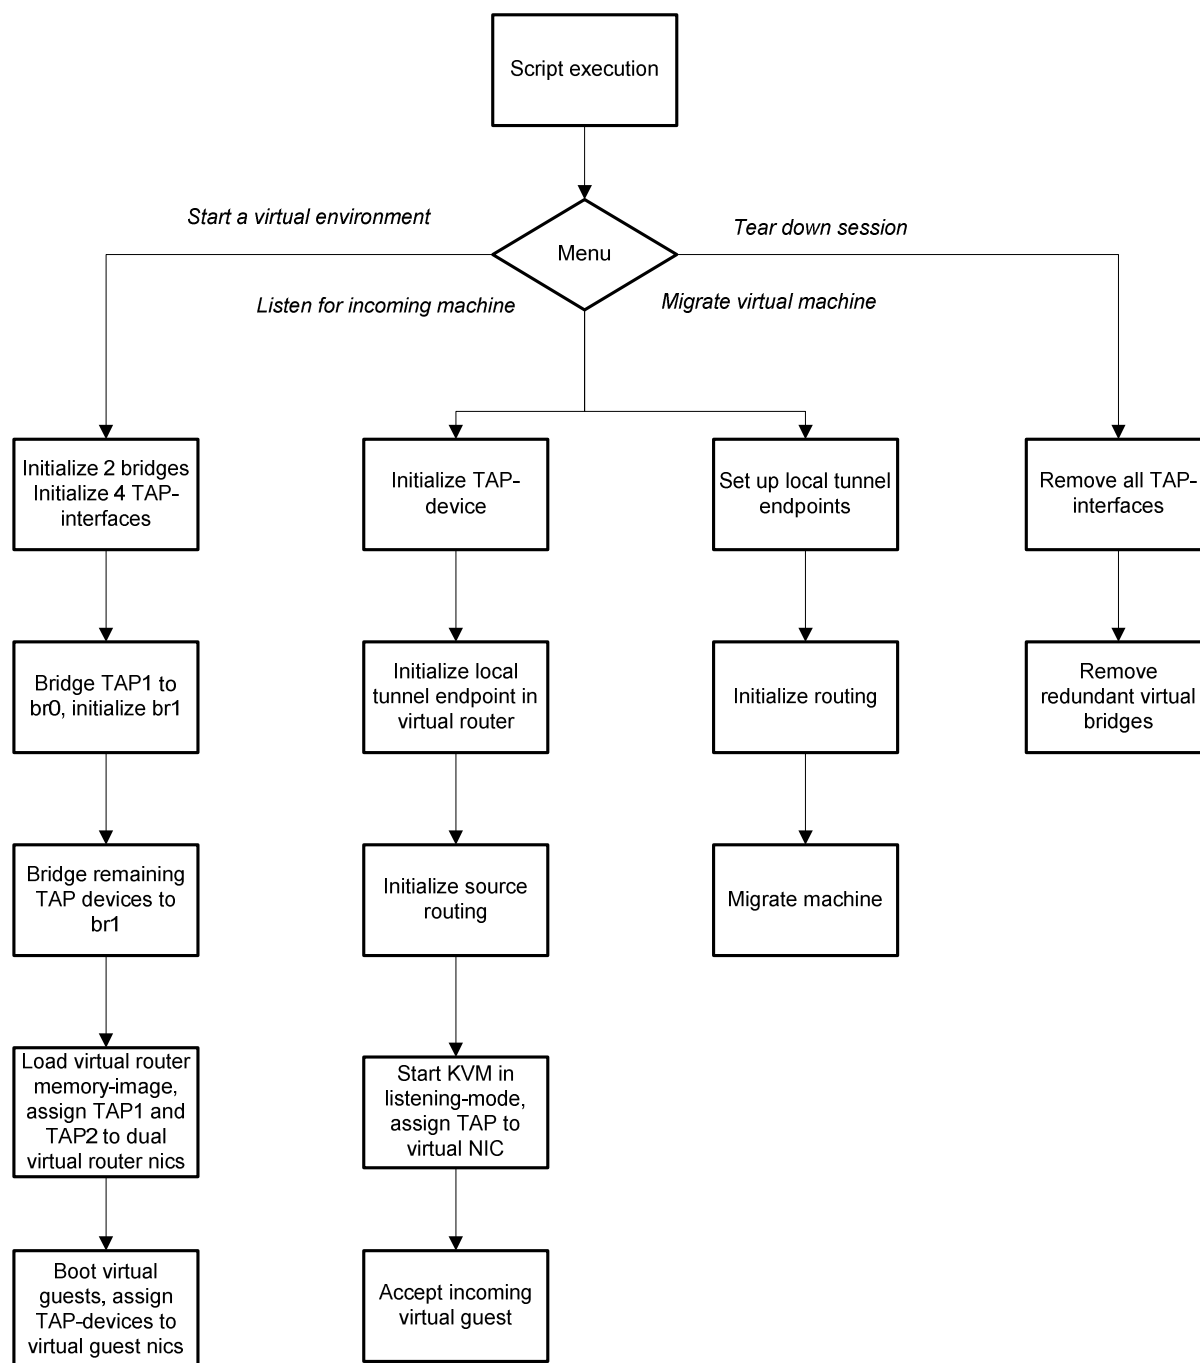 Script execution
Start a virtual environment
Tear down session
Menu
Listen for incoming machine
Migrate virtual machine
Initialize 2 bridges
Initialize 4 TAP-
interfaces
Initialize TAP-
device
Set up local tunnel
endpoints
Remove all TAP-
interfaces
Bridge TAP1 to
br0, initialize br1
Initialize local
tunnel endpoint in
virtual router
Initialize routing
Remove
redundant virtual
bridges
Bridge remaining
TAP devices to
br1
Initialize source
routing
Migrate machine
Load virtual router
memory-image,
assign TAP1 and
TAP2 to dual
virtual router nics
Start KVM in
listening-mode,
assign TAP to
virtual NIC
Boot virtual
guests, assign
TAP-devices to
virtual guest nics
Accept incoming
virtual guest